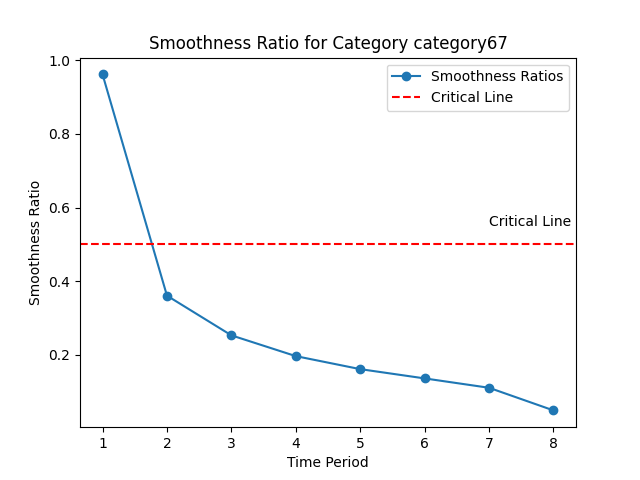 Smoothness Ratio for Category category67
Smoothness Ratios
Critical Line
Critical Line
Smoothness Ratio
1.0
0.8
0.6
0.4
0.2
1 2 3 4 5 6 7 8
Time Period